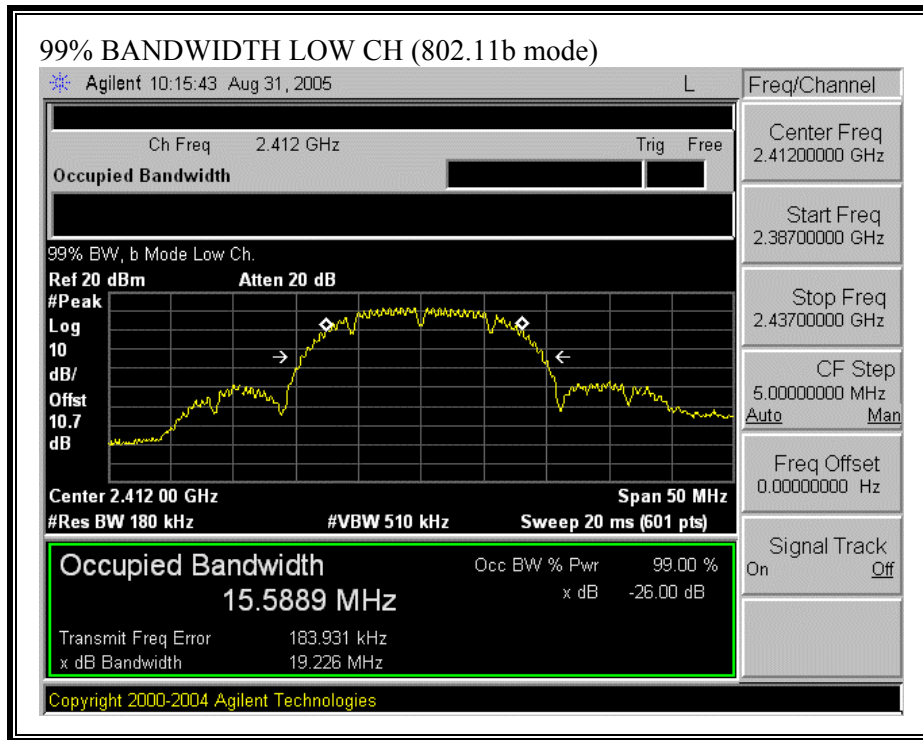 99% BANDWIDTH LOW CH (802.11b mode)
Agilent 10:15:43 Aug 31, 2005 L
Freq/Channel
Ch Freq 2.412 GHz Trig Free
Occupied Bandwidth
Center Freq
2.41200000 GHz
Start Freq
2.38700000 GHz
99% BW, b Mode Low Ch.
Ref 20 dBm Atten 20 dB
#Peak
Log
10
dB/
Offst
10.7
dB
Stop Freq
2.43700000 GHz
CF Step
5.00000000 MHz
Auto Man
Freq Offset
0.00000000 Hz
Center 2.412 00 GHz Span 50 MHz
#Res BW 180 kHz #VBW 510 kHz Sweep 20 ms (601 pts)
Signal Track
On Off
Occupied Bandwidth
15.5889 MHz
Occ BW % Pwr 99.00 %
x dB -26.00 dB
Transmit Freq Error 183.931 kHz
x dB Bandwidth 19.226 MHz
Copyright 2000-2004 Agilent Technologies